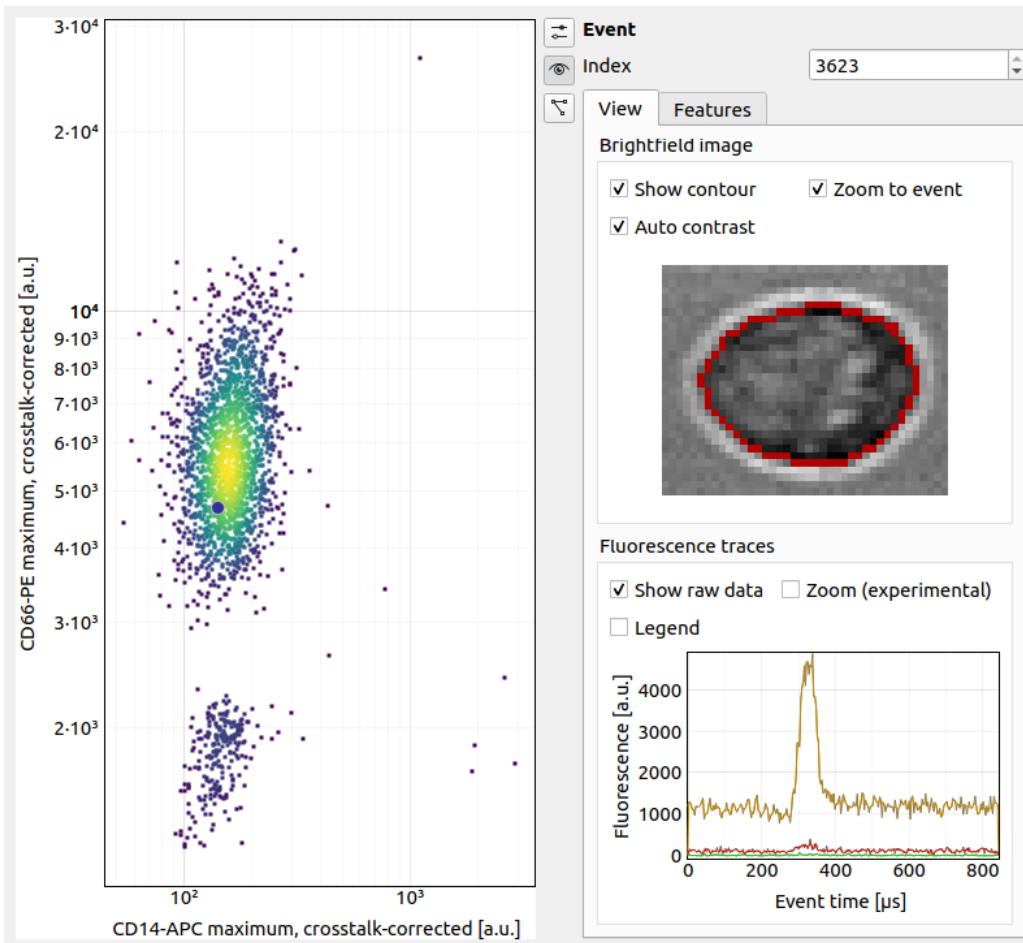 3·10⁴
2·10⁴
10⁴
9·10³
8·10³
7·10³
6·10³
5·10³
4·10³
3·10³
2·10³
CD66-PE maximum, crosstalk-corrected [a.u.]
10² 10³
CD14-APC maximum, crosstalk-corrected [a.u.]
Event
Index 3623
View Features
Brightfield image
Show contour Zoom to event
Auto contrast
Fluorescence traces
Show raw data Zoom (experimental)
Legend
Fluorescence [a.u.]
4000
3000
2000
1000
0
0 200 400 600 800
Event time [µs]